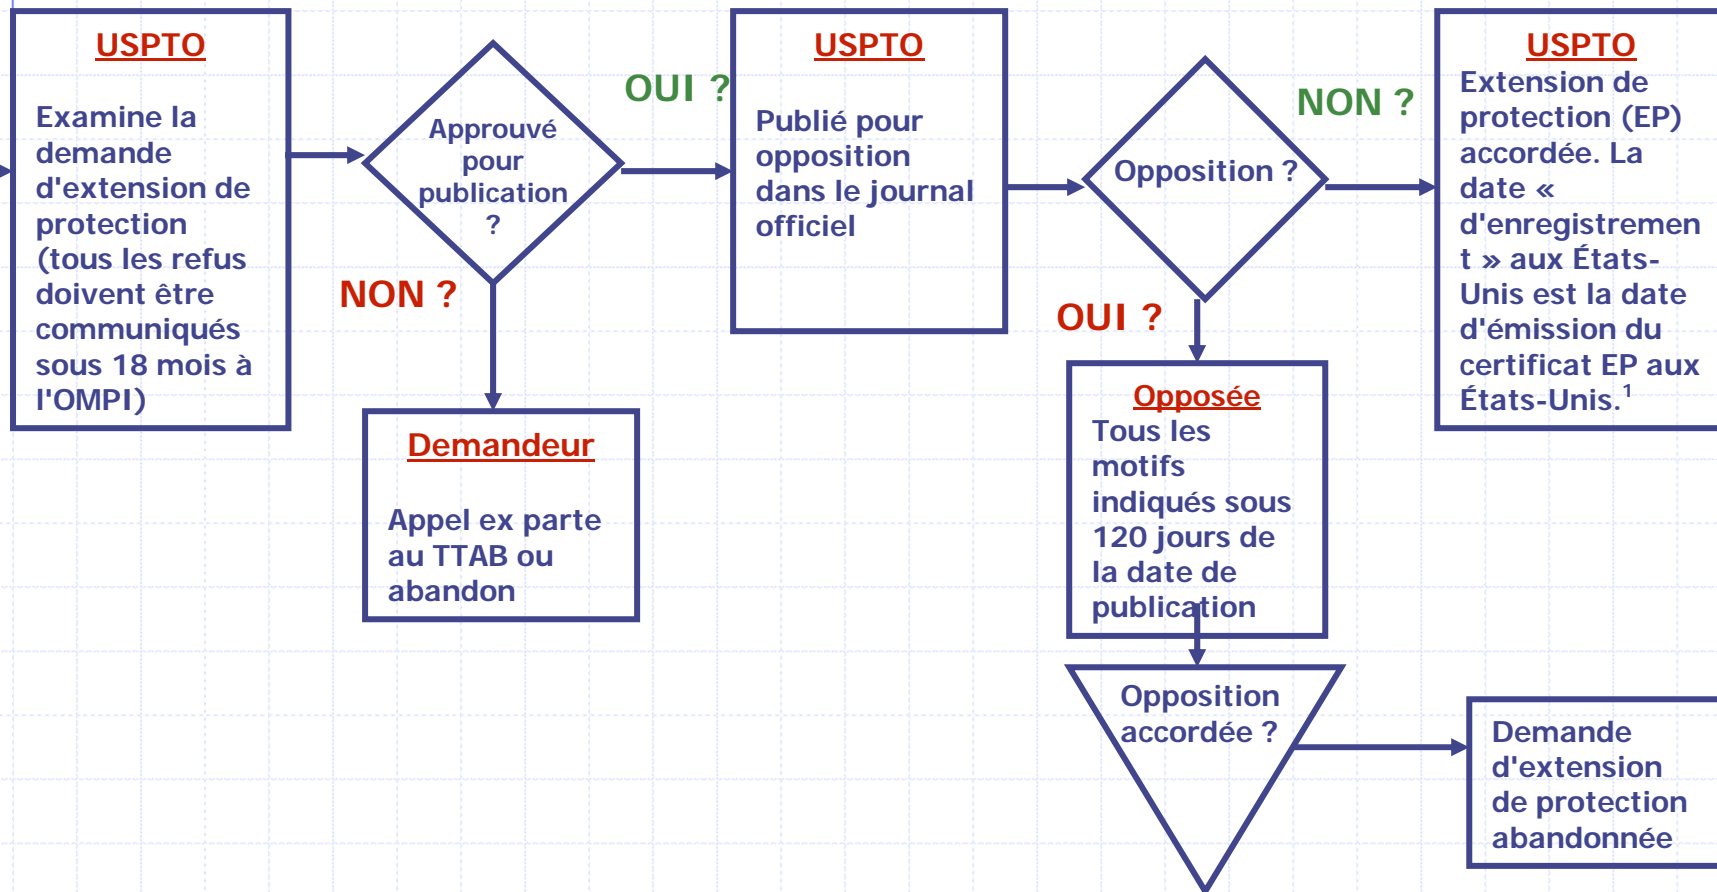 USPTO
Examine la
demande
d'extension de
protection
(tous les refus
doivent être
communiqués
sous 18 mois à
l'OMPI)
Approuvé
pour
publication
?
OUI ?
NON ?
Demandeur
Appel ex parte
au TTAB ou
abandon
USPTO
Publié pour
opposition
dans le journal
officiel
Opposition ?
NON ?
OUI ?
USPTO
Extension de
protection (EP)
accordée. La
date «
d'enregistremen
t » aux États-
Unis est la date
d'émission du
certificat EP aux
États-Unis.¹
Opposée
Tous les
motifs
indiqués sous
120 jours de
la date de
publication
Opposition
accordée ?
Demande
d'extension
de protection
abandonnée